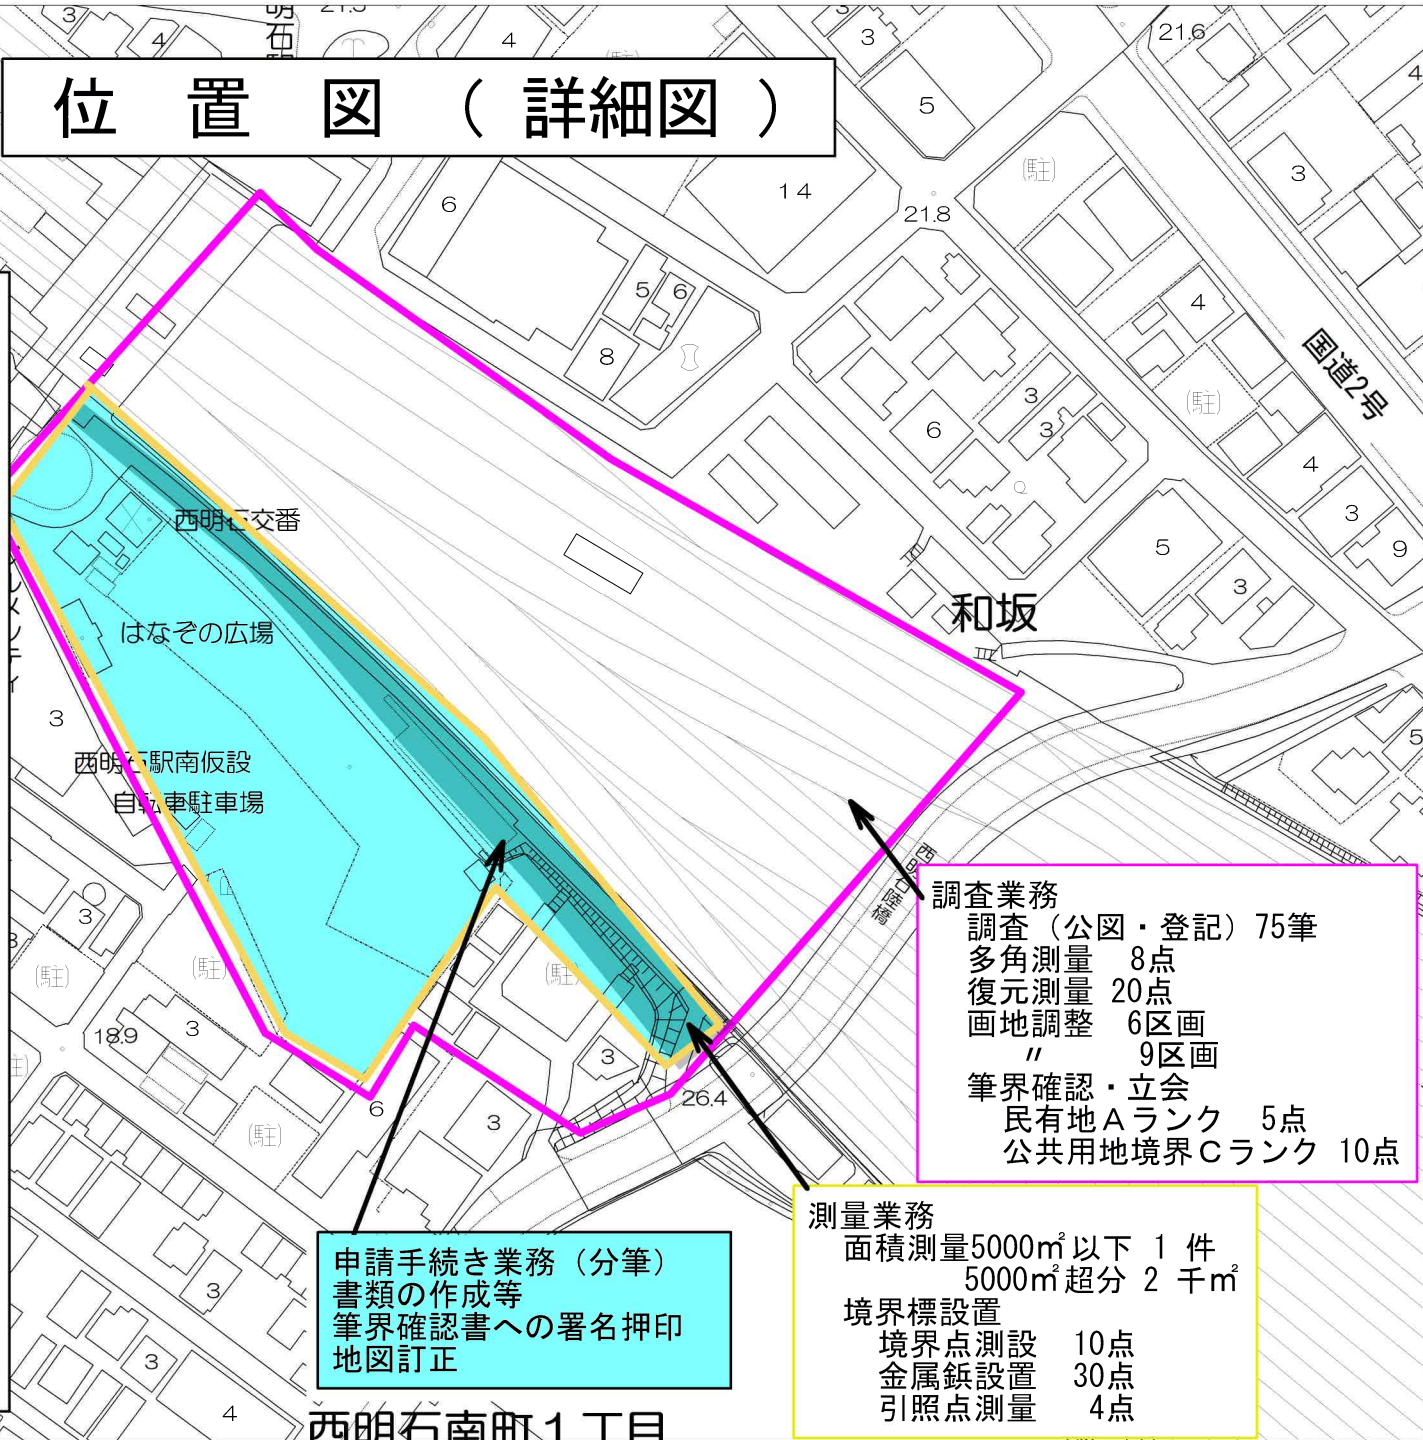 位 置 図 （ 詳細図 ）
21.6
21.8
14
国道2号
和坂
西明石交番
はなぞの広場
西明石駅南仮設
自転車駐車場
18.9
26.4
(駐)
(駐)
(駐)
(駐)
(駐)
(駐)
調査業務
調査（公図・登記）75筆
多角測量 8点
復元測量 20点
画地調整 6区画
〃 9区画
筆界確認・立会
民有地Ａランク 5点
公共用地境界Ｃランク 10点
測量業務
面積測量5000㎡以下 1 件
5000㎡超分 2 千㎡
境界標設置
境界点測設 10点
金属鋲設置 30点
引照点測量 4点
申請手続き業務（分筆）
書類の作成等
筆界確認書への署名押印
地図訂正
西明石南町１丁目